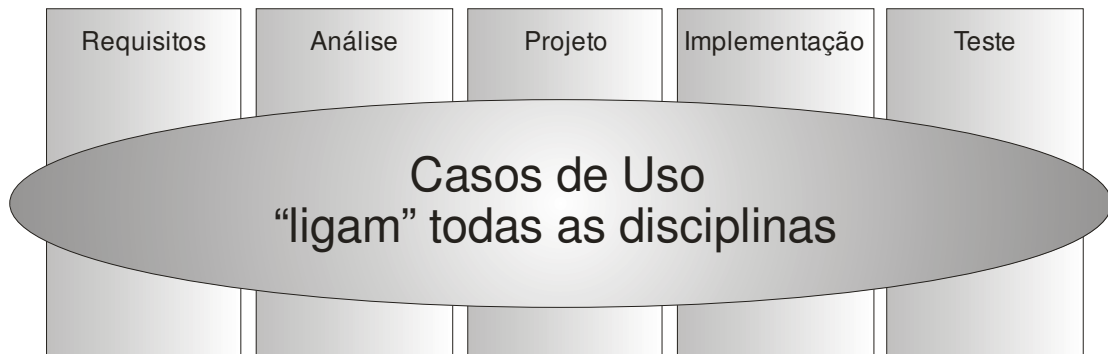 Requisitos
Análise
Projeto
Implementação
Teste
Casos de Uso
“ligam” todas as disciplinas